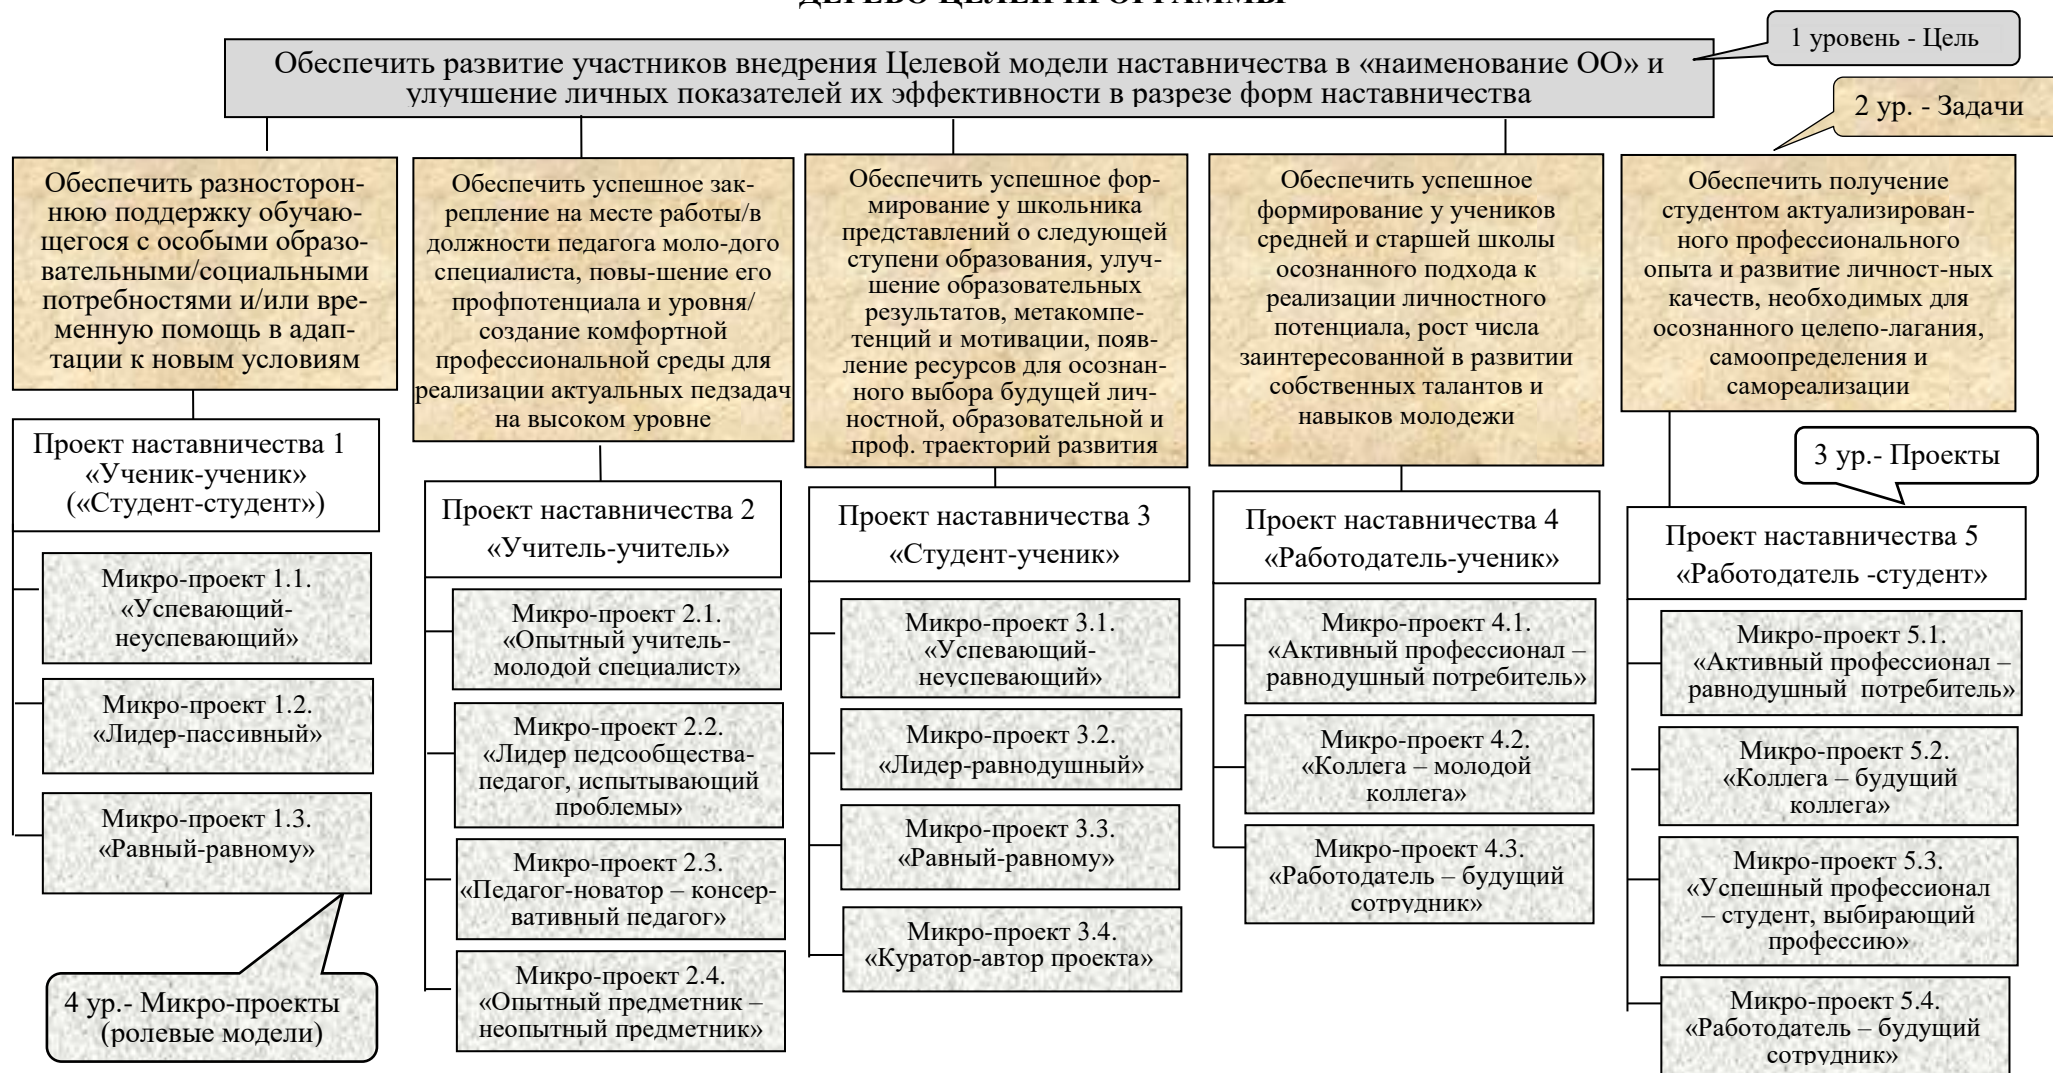 ДЕРЕВО ЦЕЛЕЙ ПРОГРАММЫ
1 уровень - Цель
Обеспечить развитие участников внедрения Целевой модели наставничества в «наименование ОО» и
улучшение личных показателей их эффективности в разрезе форм наставничества
2 ур. - Задачи
Обеспечить разносторон-
нюю поддержку обучаю-
щегося с особыми образо-
вательными/социальными
потребностями и/или вре-
менную помощь в адап-
тации к новым условиям
Обеспечить успешное зак-
репление на месте работы/в
должности педагога моло-дого
специалиста, повы-шение его
профпотенциала и уровня/
создание комфортной
профессиональной среды для
реализации актуальных педзадач
на высоком уровне
Обеспечить успешное фор-
мирование у школьника
представлений о следующей
ступени образования, улуч-
шение образовательных
результатов, метакомпе-
тенций и мотивации, появ-
ление ресурсов для осознан-
ного выбора будущей лич-
ностной, образовательной и
проф. траекторий развития
Обеспечить успешное
формирование у учеников
средней и старшей школы
осознанного подхода к
реализации личностного
потенциала, рост числа
заинтересованной в развитии
собственных талантов и
навыков молодежи
Обеспечить получение
студентом актуализирован-
ного профессионального
опыта и развитие личност-ных
качеств, необходимых для
осознанного целепо-лагания,
самоопределения и
самореализации
3 ур.- Проекты
Проект наставничества 1
«Ученик-ученик»
(«Студент-студент»)
Проект наставничества 2
«Учитель-учитель»
Проект наставничества 3
«Студент-ученик»
Проект наставничества 4
«Работодатель-ученик»
Проект наставничества 5
«Работодатель -студент»
Микро-проект 1.1.
«Успевающий-
неуспевающий»
Микро-проект 1.2.
«Лидер-пассивный»
Микро-проект 1.3.
«Равный-равному»
4 ур.- Микро-проекты
(ролевые модели)
Микро-проект 2.1.
«Опытный учитель-
молодой специалист»
Микро-проект 2.2.
«Лидер педсообщества-
педагог, испытывающий
проблемы»
Микро-проект 2.3.
«Педагог-новатор – консер-
вативный педагог»
Микро-проект 2.4.
«Опытный предметник –
неопытный предметник»
Микро-проект 3.1.
«Успевающий-
неуспевающий»
Микро-проект 3.2.
«Лидер-равнодушный»
Микро-проект 3.3.
«Равный-равному»
Микро-проект 3.4.
«Куратор-автор проекта»
Микро-проект 4.1.
«Активный профессионал –
равнодушный потребитель»
Микро-проект 4.2.
«Коллега – молодой
коллега»
Микро-проект 4.3.
«Работодатель – будущий
сотрудник»
Микро-проект 5.1.
«Активный профессионал –
равнодушный потребитель»
Микро-проект 5.2.
«Коллега – будущий
коллега»
Микро-проект 5.3.
«Успешный профессионал
– студент, выбирающий
профессию»
Микро-проект 5.4.
«Работодатель – будущий
сотрудник»